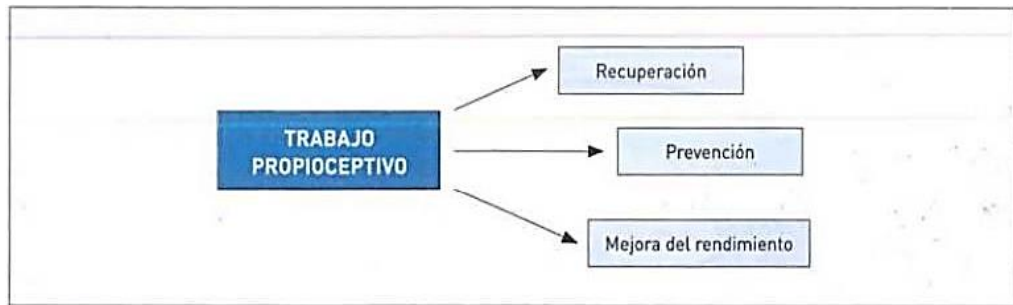 Recuperación
TRABAJO
PROPIOCEPTIVO
Prevención
Mejora del rendimiento